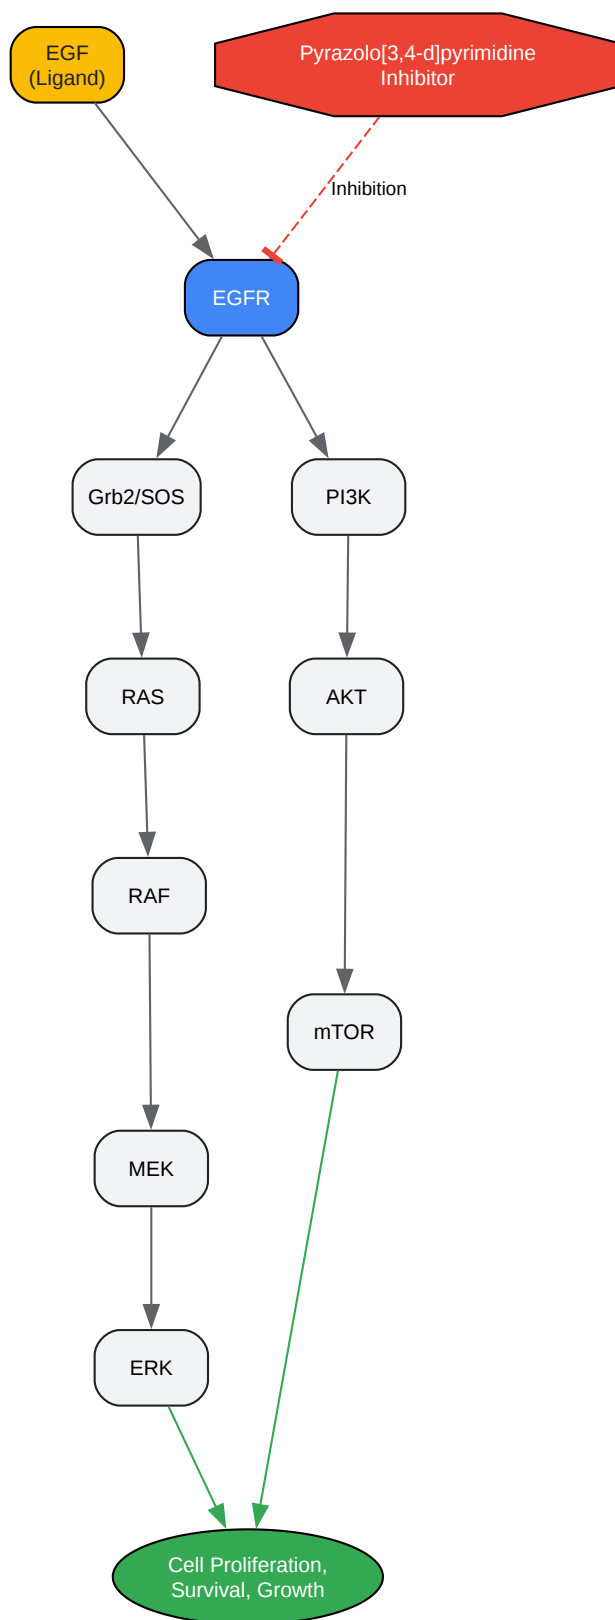 EGF
(Ligand)
Pyrazolo[3,4-d]pyrimidine
Inhibitor
Inhibition
EGFR
Grb2/SOS
PI3K
RAS
AKT
RAF
mTOR
MEK
ERK
Cell Proliferation,
Survival, Growth